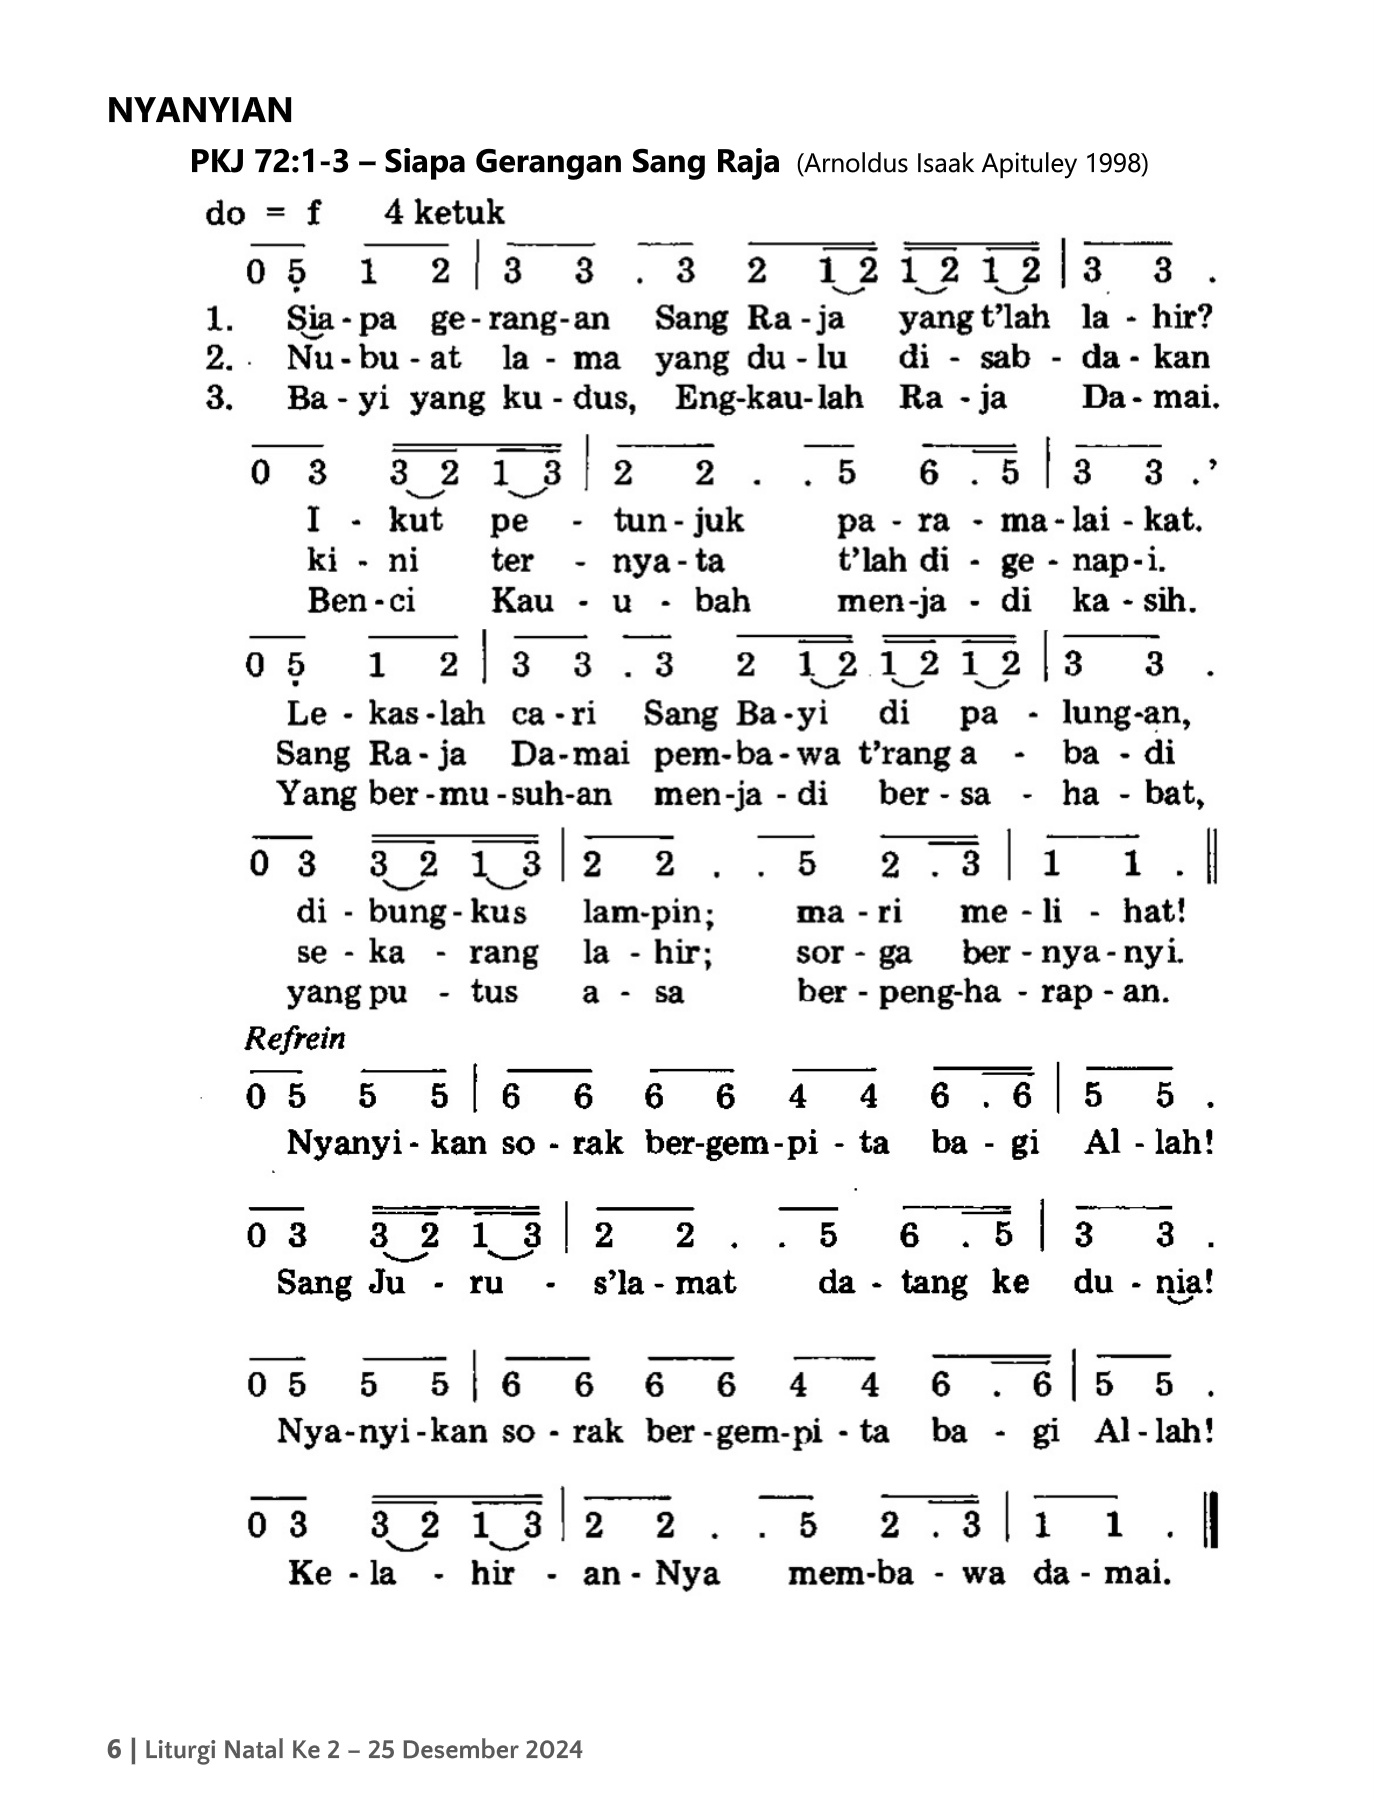 NYANYIAN
PKJ 72:1-3 – Siapa Gerangan Sang Raja (Arnoldus Isaak Apituley 1998)
do = f 4 ketuk
0 5̣ 1 2 | 3 3 . 3 2 1 2 1 2 1 2 | 3 3 .
1. Sia - pa ge - rang - an Sang Ra - ja yang t’lah la - hir?
2. Nu - bu - at la - ma yang du - lu di - sab - da - kan
3. Ba - yi yang ku - dus, Eng - kau - lah Ra - ja Da - mai.
0 3 3 2 1 3 | 2 2 . . 5 6 . 5 | 3 3 .’
I - kut pe - tun - juk pa - ra - ma - lai - kat.
ki - ni ter - nya - ta t’lah di - ge - nap - i.
Ben - ci Kau - u - bah men - ja - di ka - sih.
0 5̣ 1 2 | 3 3 . 3 2 1 2 1 2 1 2 | 3 3 .
Le - kas - lah ca - ri Sang Ba - yi di pa - lung - an,
Sang Ra - ja Da - mai pem - ba - wa t’rang a - ba - di
Yang ber - mu - suh - an men - ja - di ber - sa - ha - bat,
0 3 3 2 1 3 | 2 2 . . 5 2 . 3 | 1 1 . ||
di - bung - kus lam - pin; ma - ri me - li - hat!
se - ka - rang la - hir; sor - ga ber - nya - nyi.
yang pu - tus a - sa ber - peng - ha - rap - an.
Refrein
0 5 5 5 | 6 6 6 6 4 4 6 . 6 | 5 5 .
Nyanyi - kan so - rak ber - gem - pi - ta ba - gi Al - lah!
0 3 3 2 1 3 | 2 2 . . 5 6 . 5 | 3 3 .
Sang Ju - ru - s’la - mat da - tang ke du - nia!
0 5 5 5 | 6 6 6 6 4 4 6 . 6 | 5 5 .
Nya - nyi - kan so - rak ber - gem - pi - ta ba - gi Al - lah!
0 3 3 2 1 3 | 2 2 . . 5 2 . 3 | 1 1 . ||
Ke - la - hir - an - Nya mem - ba - wa da - mai.
6 | Liturgi Natal Ke 2 – 25 Desember 2024